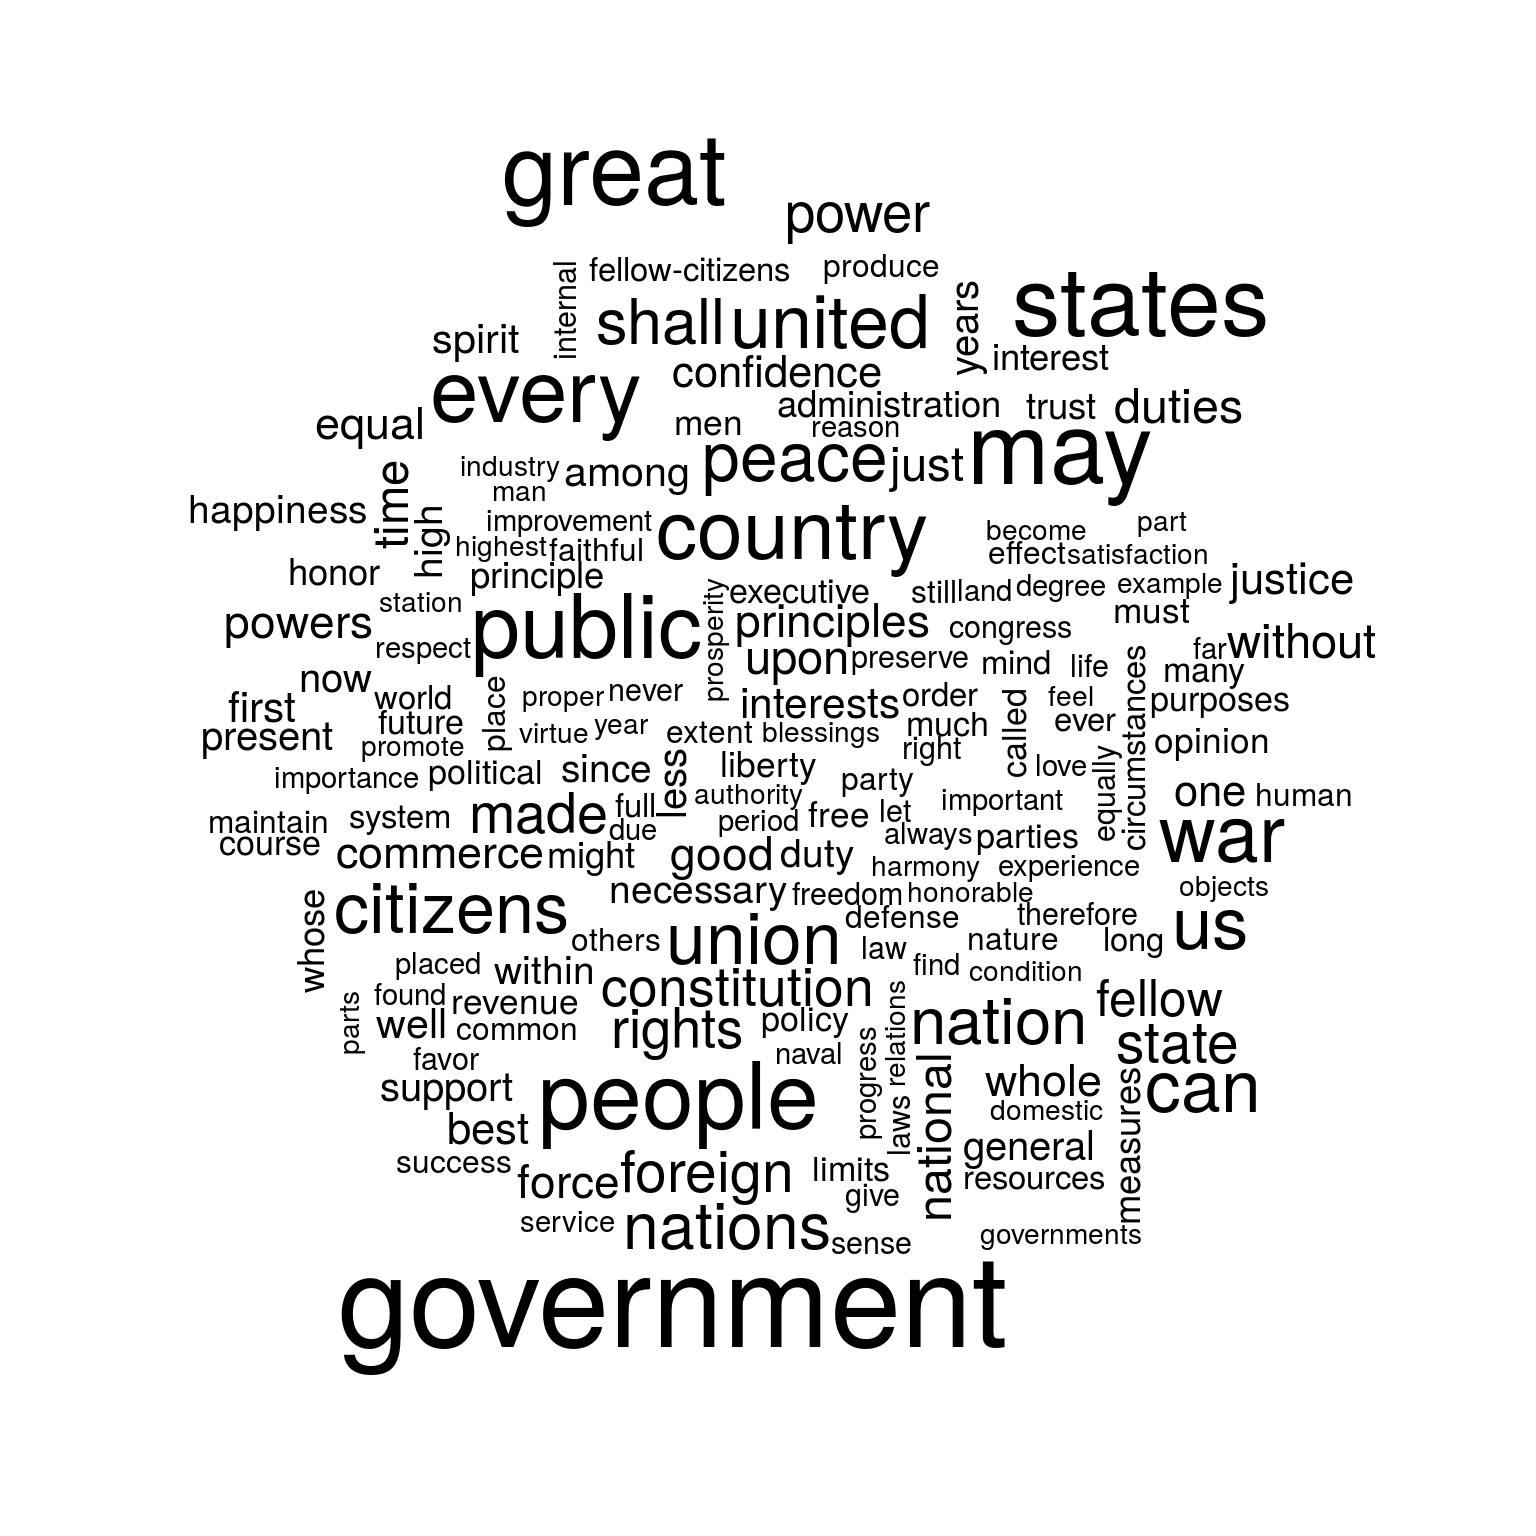 great
power
fellow-citizens
produce
internal
states
years
shall
united
spirit
interest
confidence
every
administration
trust
duties
equal
men
reason
may
peace
just
industry
among
man
time
happiness
high
improvement
country
become
part
highest
faithful
effect
satisfaction
honor
principle
executive
still
land
degree
example
justice
station
public
prosperity
powers
principles
congress
must
respect
upon
preserve
mind
life
far
without
many
now
world
place
proper
never
interests
order
called
feel
circumstances
purposes
first
future
virtue
year
much
ever
present
promote
extent
blessings
right
opinion
importance
political
since
less
liberty
party
love
equally
authority
important
one
human
made
full
maintain
system
due
period
free
let
always
parties
war
course
commerce
might
good
duty
harmony
experience
whose
citizens
necessary
freedom
honorable
objects
defense
therefore
us
others
union
law
nature
long
placed
within
find
condition
parts
found
revenue
constitution
relations
fellow
well
common
rights
policy
nation
favor
naval
progress
state
support
people
laws
national
whole
can
domestic
measures
best
general
success
force
foreign
limits
resources
give
service
nations
sense
governments
government